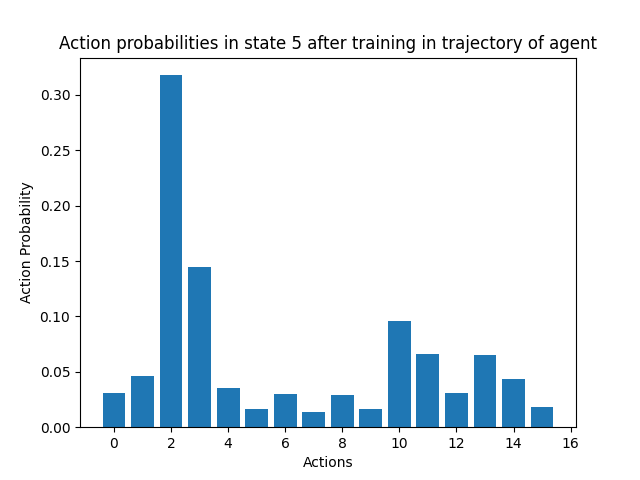 Action probabilities in state 5 after training in trajectory of agent
Action Probability
0.30
0.25
0.20
0.15
0.10
0.05
0.00
0 2 4 6 8 10 12 14 16
Actions